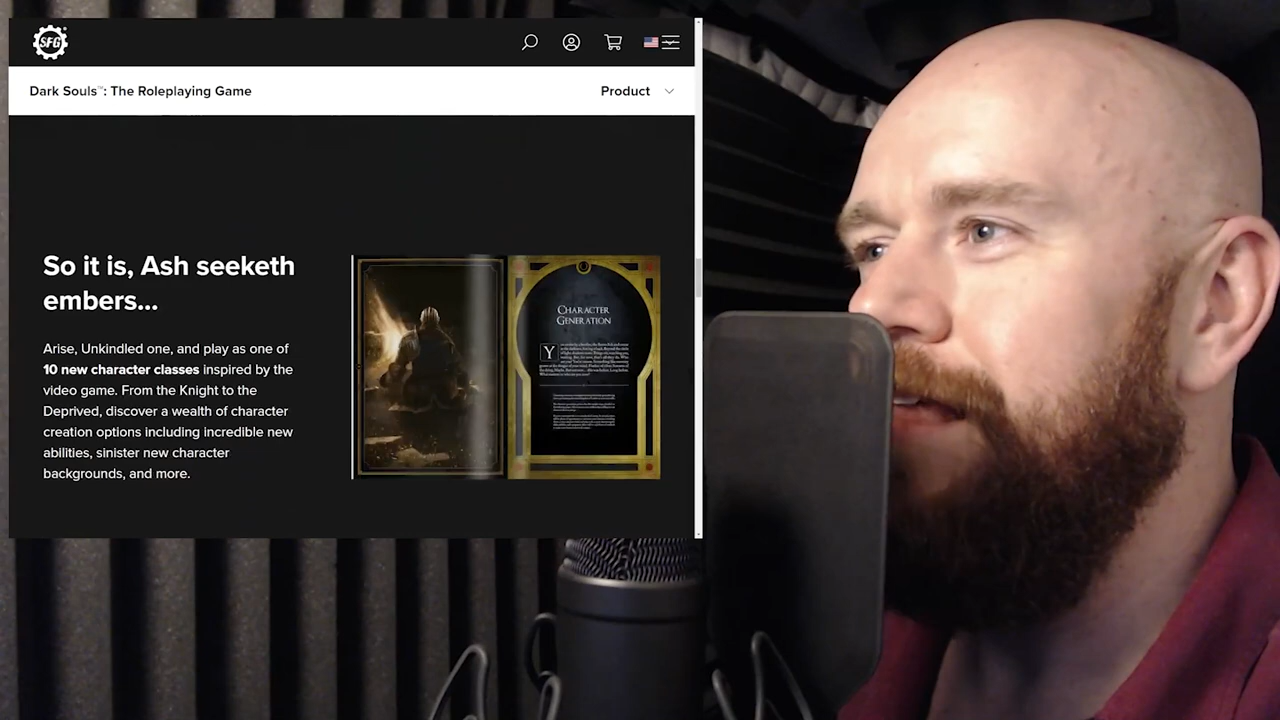 SFG
Dark Souls™: The Roleplaying Game
Product
So it is, Ash seeketh
embers...
Arise, Unkindled one, and play as one of
10 new character classes inspired by the
video game. From the Knight to the
Deprived, discover a wealth of character
creation options including incredible new
abilities, sinister new character
backgrounds, and more.
Character
Generation
Y